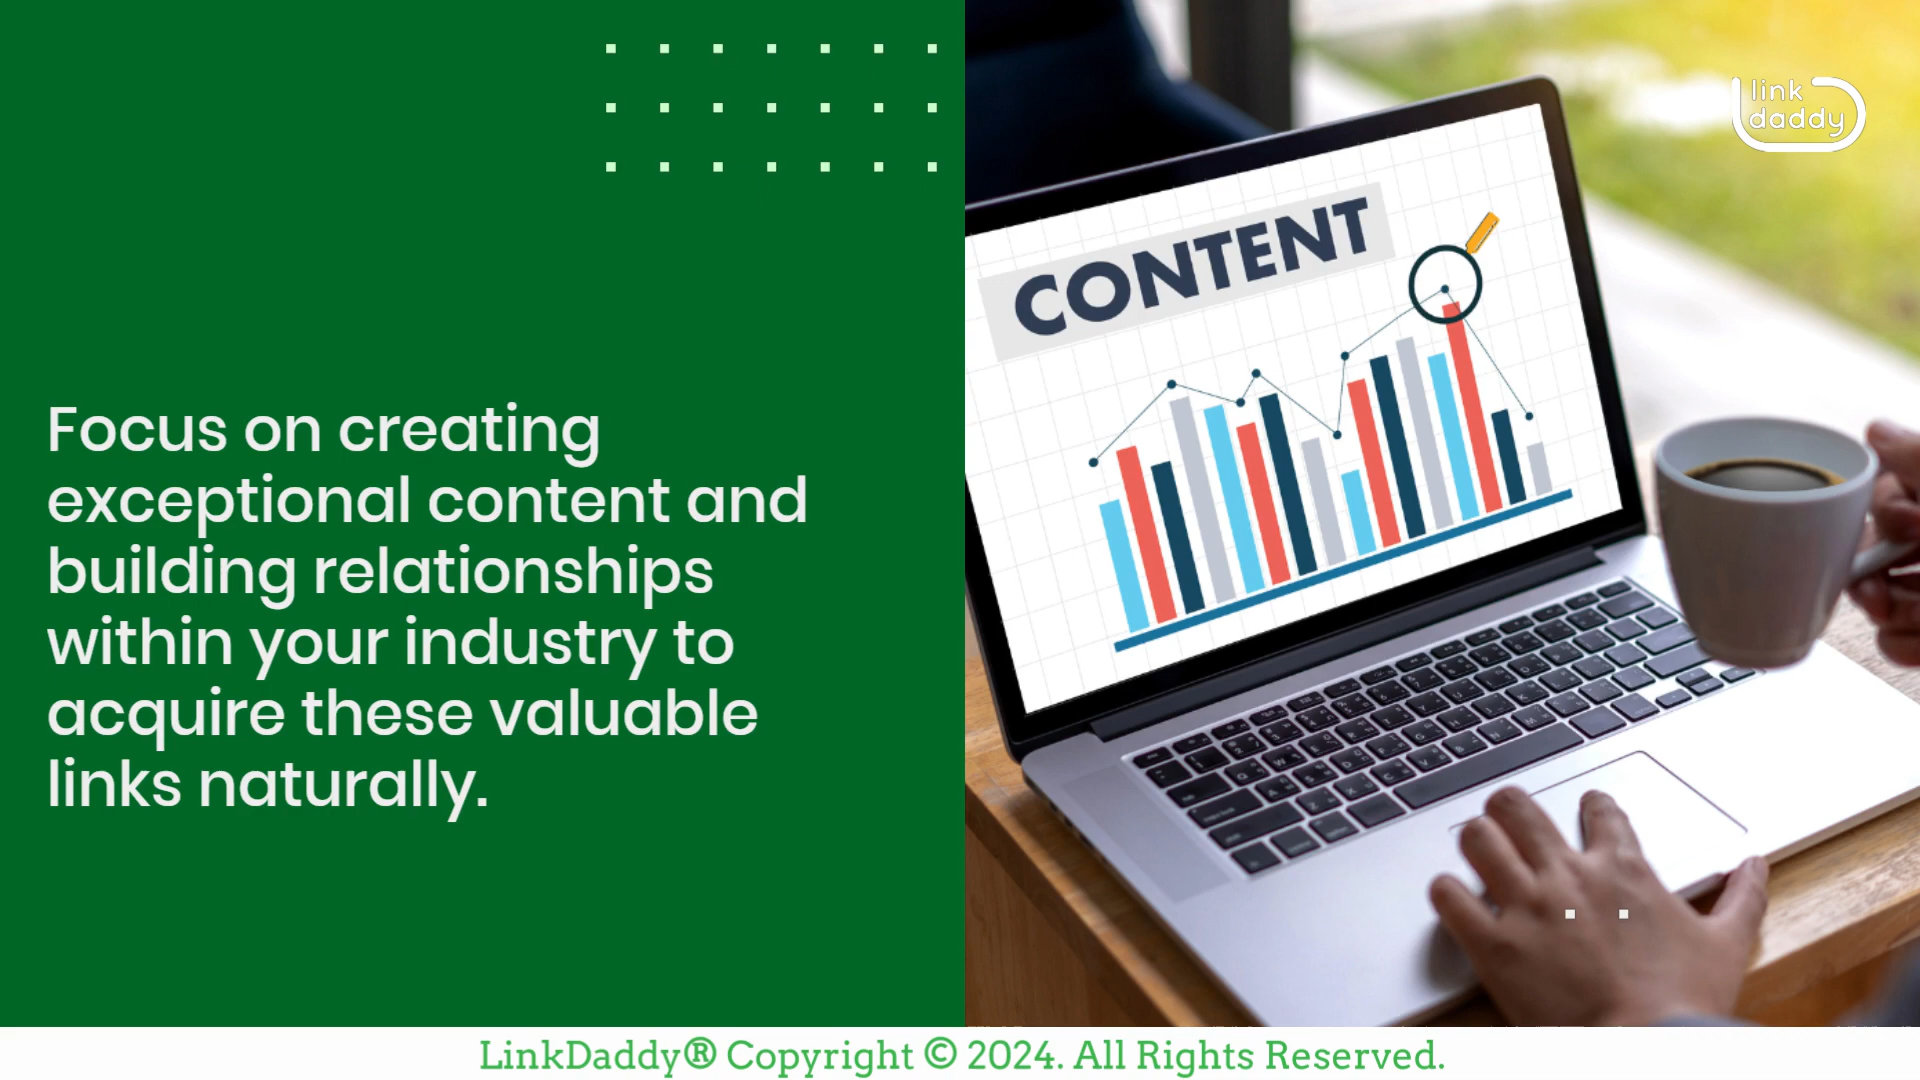 Focus on creating
exceptional content and
building relationships
within your industry to
acquire these valuable
links naturally.
link
daddy
CONTENT
LinkDaddy® Copyright © 2024. All Rights Reserved.